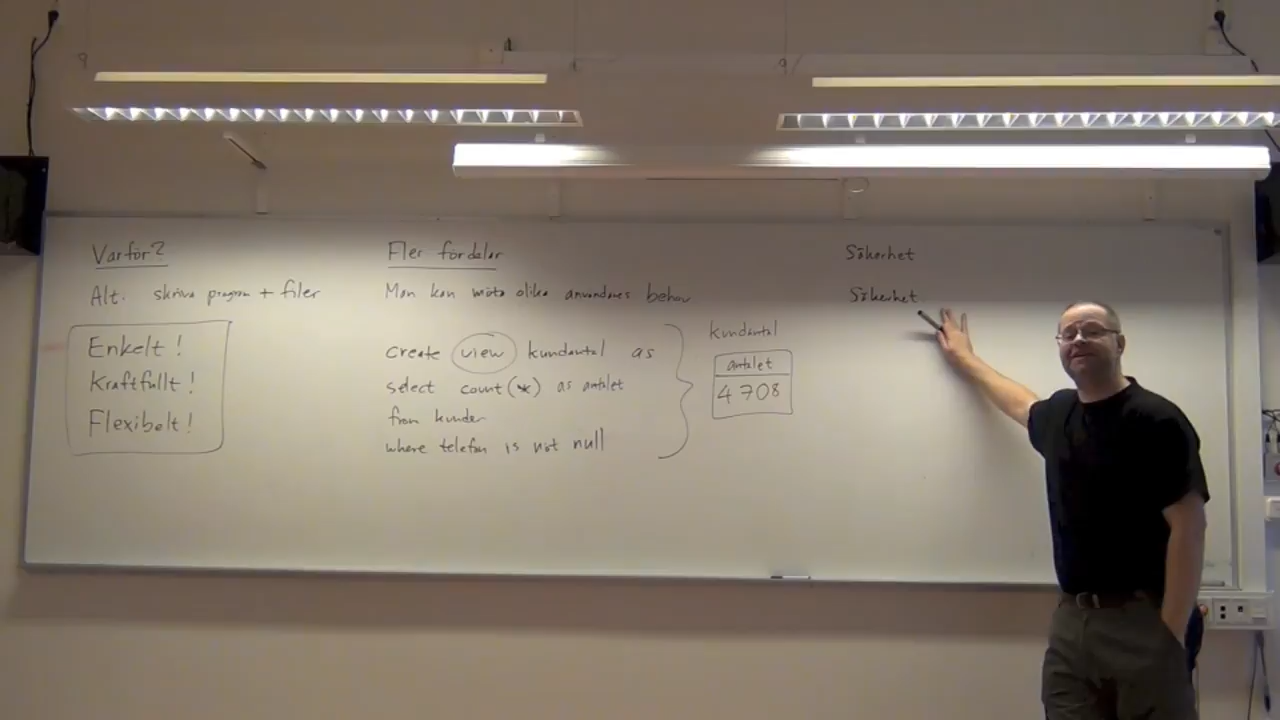 Varför?
Alt. skriva program + filer
Enkelt!
Kraftfullt!
Flexibelt!
Fler fördelar
Man kan möta olika användares behov
create view kundantal as
select count(*) as antalet
from kunder
where telefon is not null
kundantal
antalet
4708
Säkerhet
Säkerhet